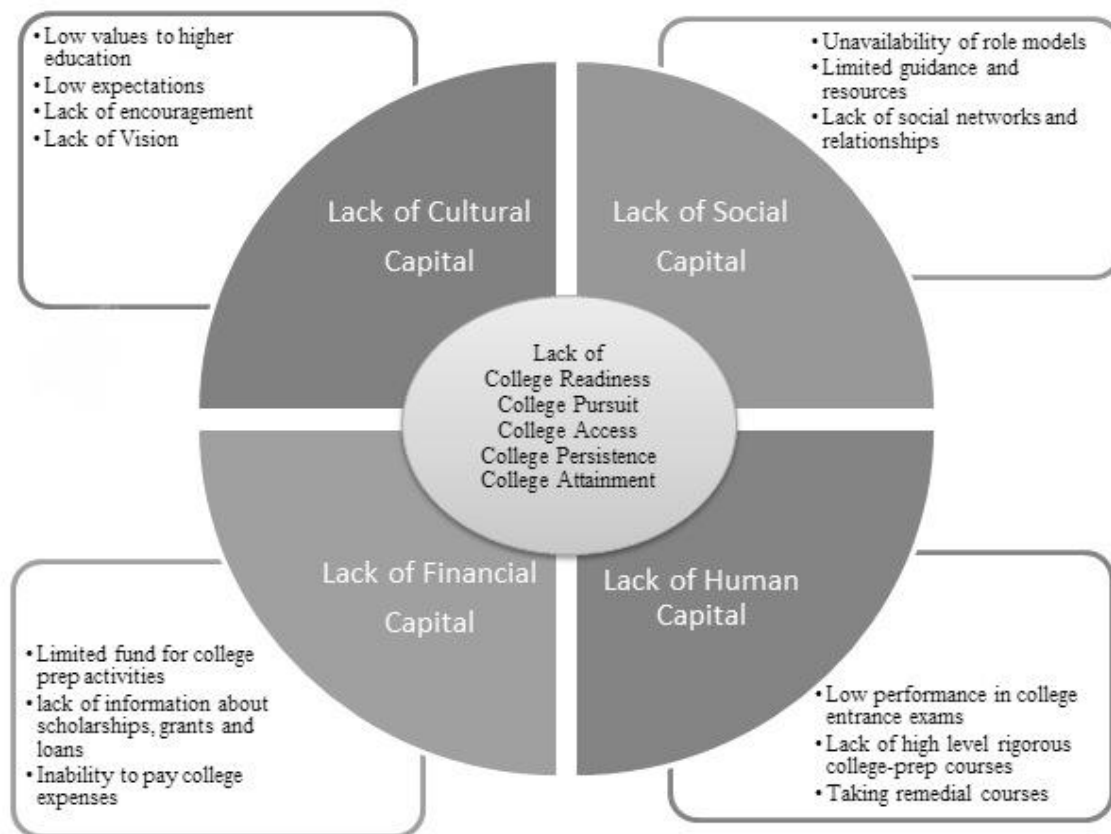 • Low values to higher
education
• Low expectations
• Lack of encouragement
• Lack of Vision
• Unavailability of role models
• Limited guidance and
resources
• Lack of social networks and
relationships
Lack of Cultural
Capital
Lack of Social
Capital
Lack of
College Readiness
College Pursuit
College Access
College Persistence
College Attainment
Lack of Financial
Capital
Lack of Human
Capital
• Limited fund for college
prep activities
• lack of information about
scholarships, grants and
loans
• Inability to pay college
expenses
• Low performance in college
entrance exams
• Lack of high level rigorous
college-prep courses
• Taking remedial courses